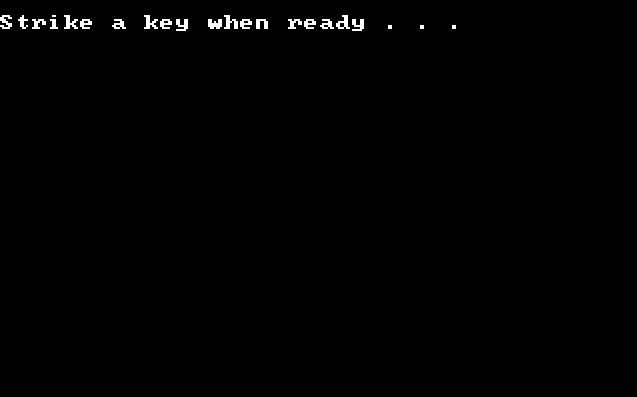 Strike a key when ready . . .